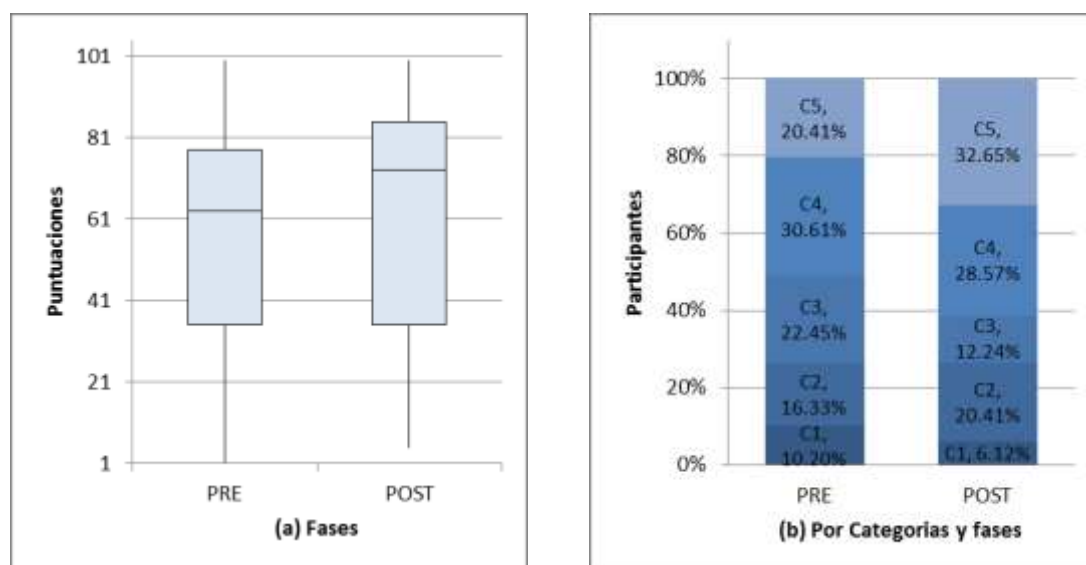 101
81
61
41
21
1
Puntuaciones
PRE
POST
(a) Fases
100%
80%
60%
40%
20%
0%
Participantes
C5,
20.41%
C4,
30.61%
C3,
22.45%
C2,
16.33%
C1,
10.20%
C5,
32.65%
C4,
28.57%
C3,
12.24%
C2,
20.41%
C1, 6.12%
PRE
POST
(b) Por Categorias y fases